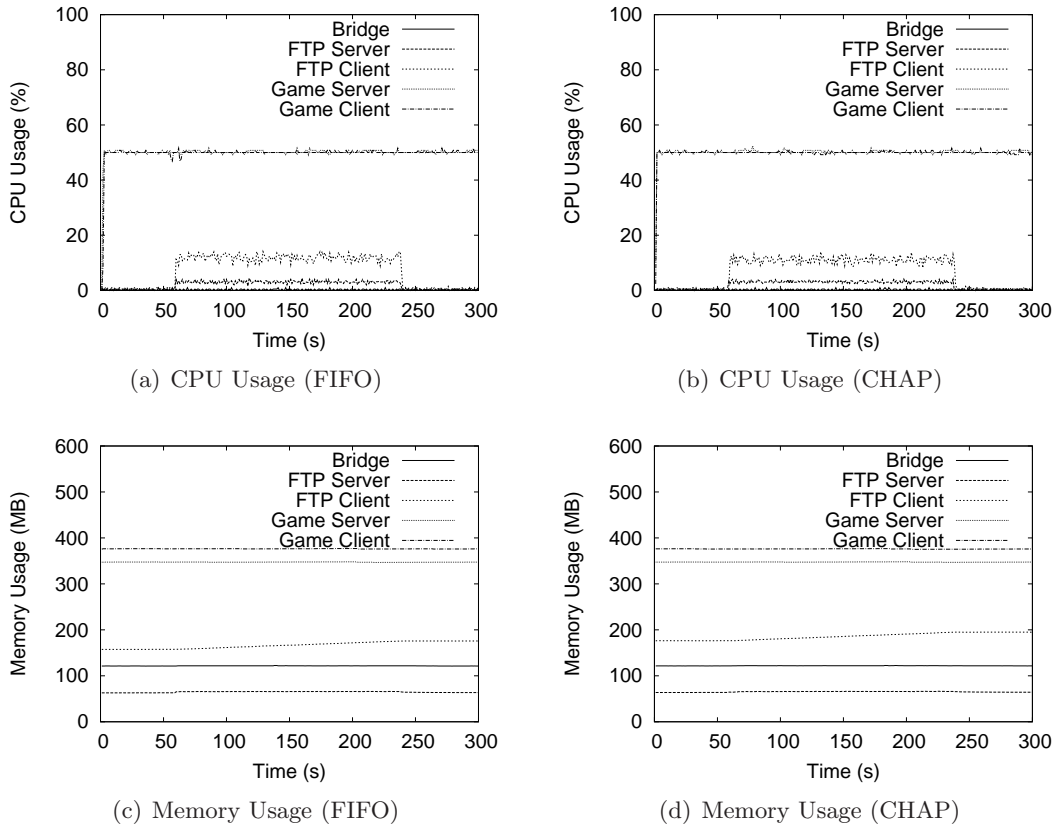 100
80
60
40
20
0
CPU Usage (%)
Bridge
FTP Server
FTP Client
Game Server
Game Client
0 50 100 150 200 250 300
Time (s)
(a) CPU Usage (FIFO)
100
80
60
40
20
0
CPU Usage (%)
Bridge
FTP Server
FTP Client
Game Server
Game Client
0 50 100 150 200 250 300
Time (s)
(b) CPU Usage (CHAP)
600
500
400
300
200
100
0
Memory Usage (MB)
Bridge
FTP Server
FTP Client
Game Server
Game Client
0 50 100 150 200 250 300
Time (s)
(c) Memory Usage (FIFO)
600
500
400
300
200
100
0
Memory Usage (MB)
Bridge
FTP Server
FTP Client
Game Server
Game Client
0 50 100 150 200 250 300
Time (s)
(d) Memory Usage (CHAP)